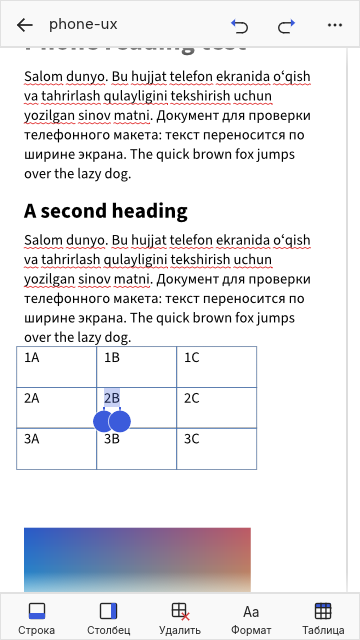 phone-ux
Phone reading test
Salom dunyo. Bu hujjat telefon ekranida oʻqish
va tahrirlash qulayligini tekshirish uchun
yozilgan sinov matni. Документ для проверки
телефонного макета: текст переносится по
ширине экрана. The quick brown fox jumps
over the lazy dog.
A second heading
Salom dunyo. Bu hujjat telefon ekranida oʻqish
va tahrirlash qulayligini tekshirish uchun
yozilgan sinov matni. Документ для проверки
телефонного макета: текст переносится по
ширине экрана. The quick brown fox jumps
over the lazy dog.
1A 1B 1C
2A 2B 2C
3A 3B 3C
Aa
Строка Столбец Удалить Формат Таблица